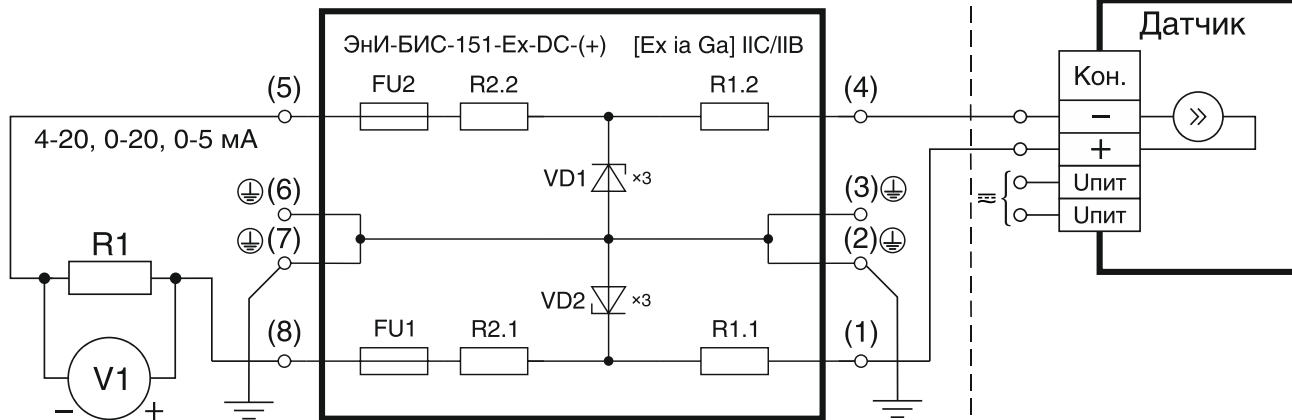 ЭнИ-БИС-151-Ex-DC-(+) [Ex ia Ga] IIC/IIB
Датчик
(5) FU2 R2.2 R1.2 (4) Кон.
−
4-20, 0-20, 0-5 мА
+
VD1 ×3
(6) (3) Uпит
Uпит
(7) (2)
R1
VD2 ×3
(8) FU1 R2.1 R1.1 (1)
V1
− +